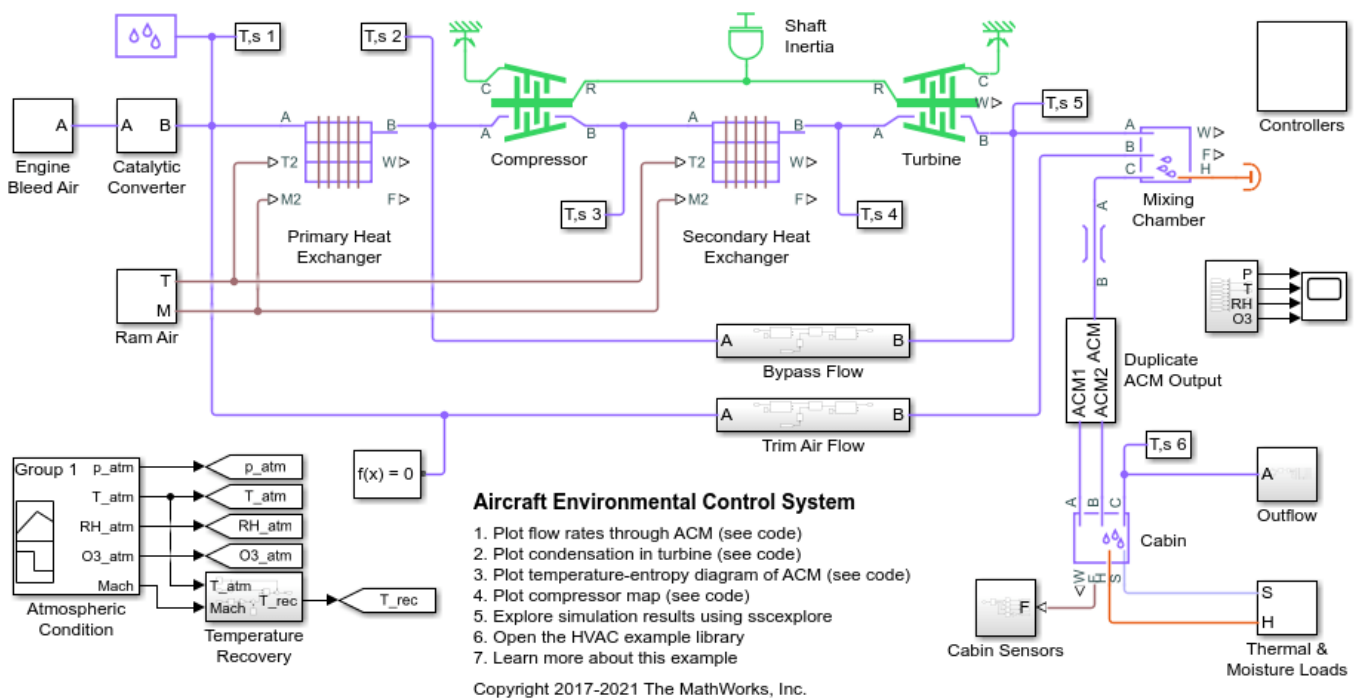 T,s 1
T,s 2
Shaft
Inertia
C
R
R
C
W
T,s 5
Controllers
A
Engine
Bleed Air
A
B
Catalytic
Converter
A
B
T2
W
M2
F
Primary Heat
Exchanger
A
B
Compressor
T,s 3
A
B
T2
W
M2
F
Secondary Heat
Exchanger
T,s 4
A
B
Turbine
A
B
C
W
F
H
Mixing
Chamber
A
B
T
M
Ram Air
P
T
RH
O3
A
B
Bypass Flow
A
B
Trim Air Flow
ACM
ACM1
ACM2
Duplicate
ACM Output
T,s 6
f(x) = 0
Group 1
p_atm
T_atm
RH_atm
O3_atm
Mach
Atmospheric
Condition
p_atm
T_atm
RH_atm
O3_atm
T_atm
Mach
T_rec
Temperature
Recovery
T_rec
Aircraft Environmental Control System
1. Plot flow rates through ACM (see code)
2. Plot condensation in turbine (see code)
3. Plot temperature-entropy diagram of ACM (see code)
4. Plot compressor map (see code)
5. Explore simulation results using sscexplore
6. Open the HVAC example library
7. Learn more about this example
Copyright 2017-2021 The MathWorks, Inc.
A
B
C
W
F
H
S
Cabin
A
Outflow
F
Cabin Sensors
S
H
Thermal &
Moisture Loads